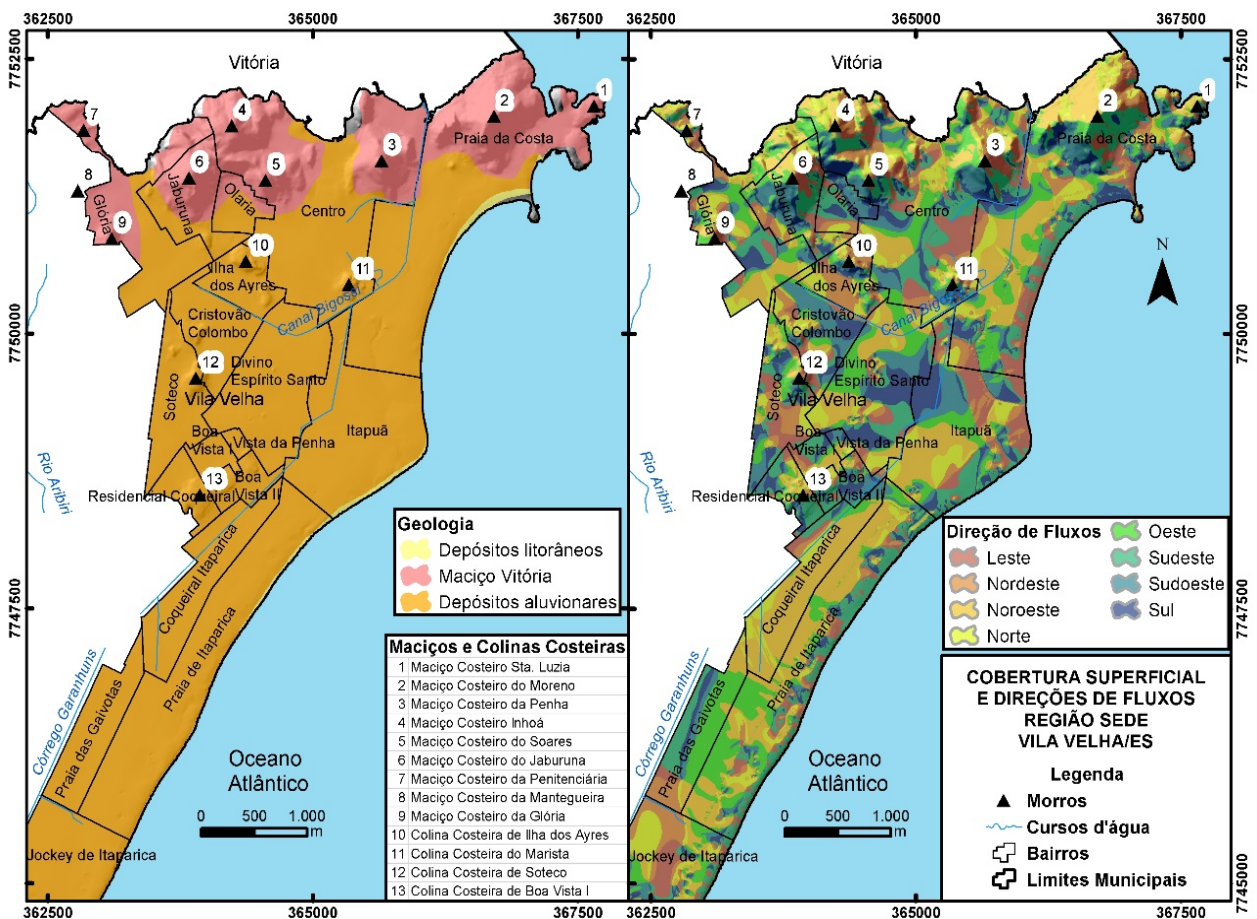 362500
365000
367500
362500
365000
367500
7752500
7750000
7747500
7752500
7750000
7747500
7745000
Vitória
1
2
3
4
5
6
7
8
9
10
11
12
13
Praia da Costa
Glória
Jaburuna
Olaria
Centro
Ilha
dos Ayres
Canal Bigossi
Cristovão
Colombo
Divino
Espírito Santo
Soteco
Vila Velha
Boa
Vista I
Vista da Penha
Itapuã
Boa
Vista II
Residencial Coqueiral
Rio Aribiri
Coqueiral Itaparica
Praia de Itaparica
Praia das Gaivotas
Córrego Garanhuns
Jockey de Itaparica
Oceano
Atlântico
0 500 1.000
m
Geologia
Depósitos litorâneos
Maciço Vitória
Depósitos aluvionares
Maciços e Colinas Costeiras
1 Maciço Costeiro Sta. Luzia
2 Maciço Costeiro do Moreno
3 Maciço Costeiro da Penha
4 Maciço Costeiro Inhoá
5 Maciço Costeiro do Soares
6 Maciço Costeiro do Jaburuna
7 Maciço Costeiro da Penitenciária
8 Maciço Costeiro da Mantegueira
9 Maciço Costeiro da Glória
10 Colina Costeira de Ilha dos Ayres
11 Colina Costeira do Marista
12 Colina Costeira de Soteco
13 Colina Costeira de Boa Vista I
362500
365000
367500
Vitória
1
2
3
4
5
6
7
8
9
10
11
12
13
Praia da Costa
Glória
Jaburuna
Olaria
Centro
Ilha
dos Ayres
Canal Bigossi
Cristovão
Colombo
Divino
Espírito Santo
Soteco
Vila Velha
Boa
Vista I
Vista da Penha
Itapuã
Boa
Vista II
Residencial Coqueiral
Rio Aribiri
Coqueiral Itaparica
Praia de Itaparica
Praia das Gaivotas
Córrego Garanhuns
Jockey de Itaparica
Oceano
Atlântico
0 500 1.000
m
N
Direção de Fluxos
Leste
Nordeste
Noroeste
Norte
Oeste
Sudeste
Sudoeste
Sul
COBERTURA SUPERFICIAL
E DIREÇÕES DE FLUXOS
REGIÃO SEDE
VILA VELHA/ES
Legenda
Morros
Cursos d'água
Bairros
Limites Municipais
362500
365000
367500